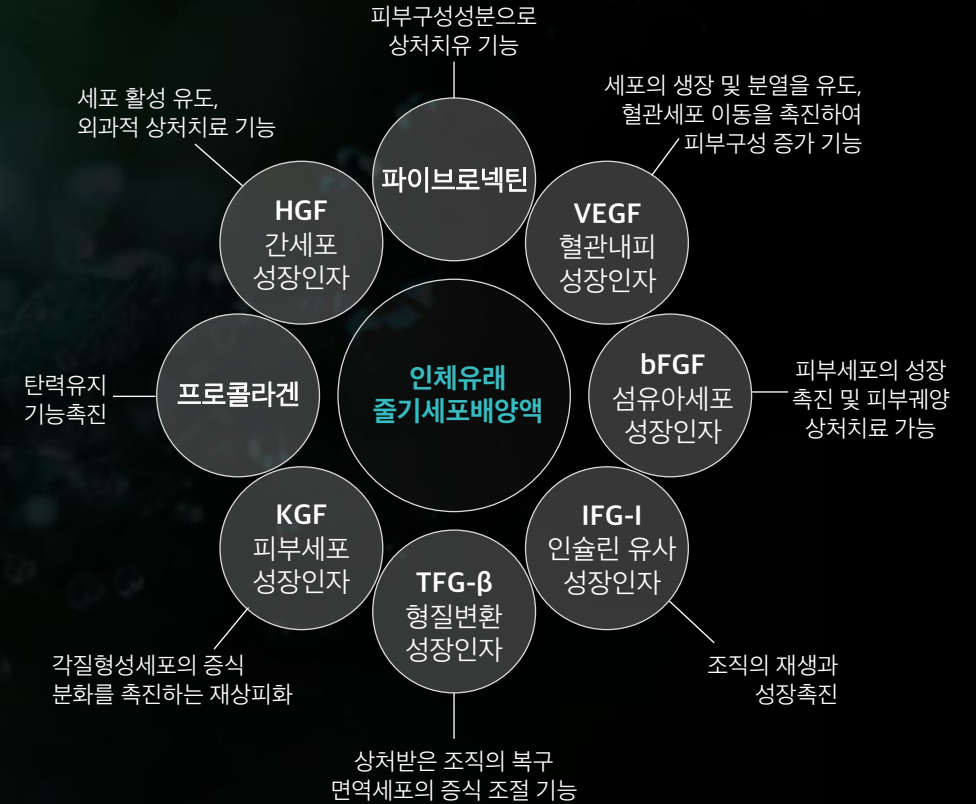 피부구성성분으로
상처치유 기능
파이브로넥틴
세포의 생장 및 분열을 유도,
혈관세포 이동을 촉진하여
피부구성 증가 기능
VEGF
혈관내피
성장인자
피부세포의 성장
촉진 및 피부궤양
상처치료 가능
bFGF
섬유아세포
성장인자
IFG-I
인슐린 유사
성장인자
조직의 재생과
성장촉진
TFG-β
형질변환
성장인자
상처받은 조직의 복구
면역세포의 증식 조절 기능
KGF
피부세포
성장인자
각질형성세포의 증식
분화를 촉진하는 재상피화
프로콜라겐
탄력유지
기능촉진
HGF
간세포
성장인자
세포 활성 유도,
외과적 상처치료 기능
인체유래
줄기세포배양액